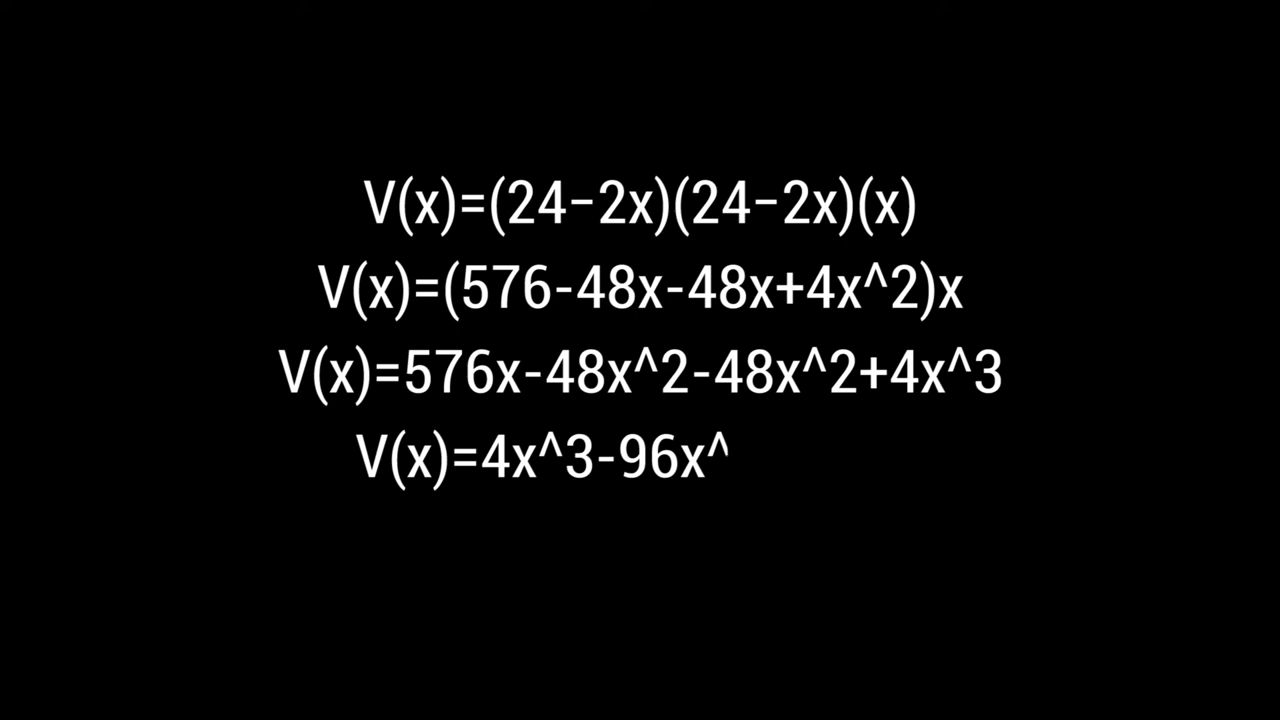 V(x)=(24−2x)(24−2x)(x)
V(x)=(576-48x-48x+4x^2)x
V(x)=576x-48x^2-48x^2+4x^3
V(x)=4x^3-96x^